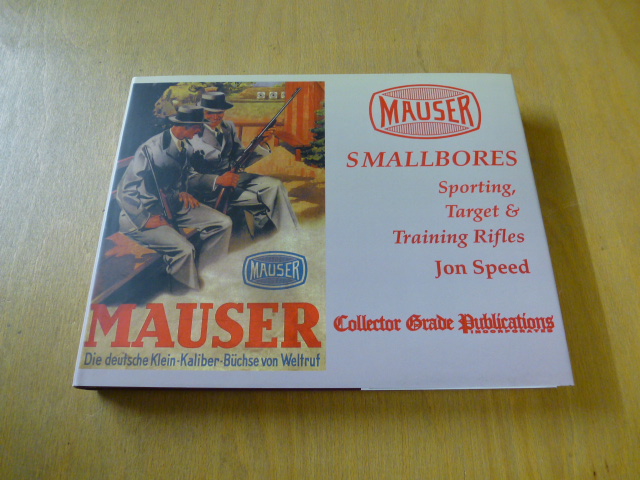 MAUSER
SMALLBORES
Sporting,
Target &
Training Rifles
Jon Speed
Collector Grade Publications
INCORPORATED
MAUSER
MAUSER
Die deutsche Klein-Kaliber-Büchse von Weltruf